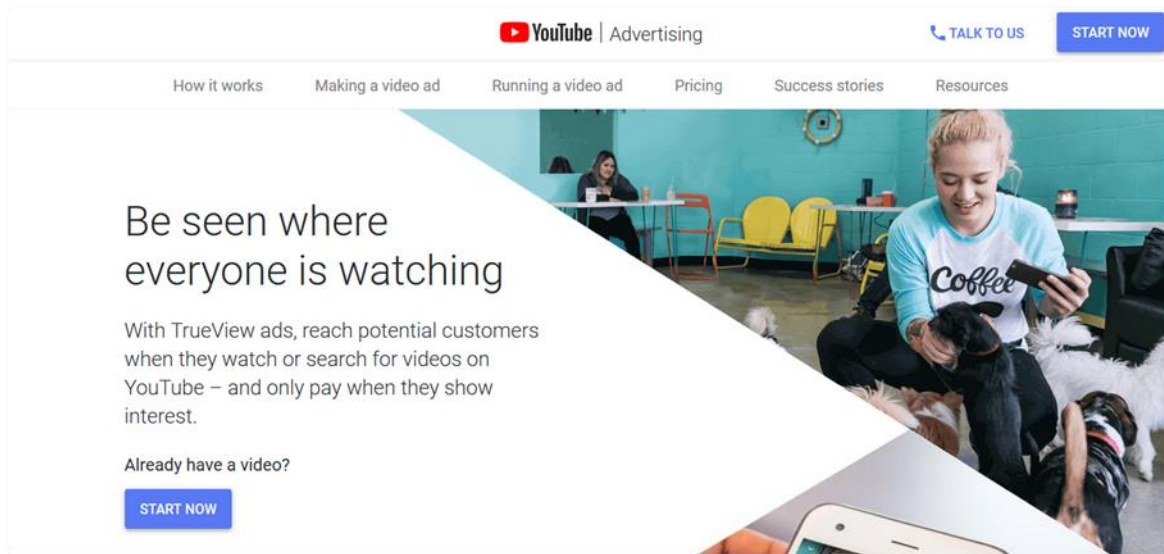 YouTube | Advertising
TALK TO US
START NOW
How it works Making a video ad Running a video ad Pricing Success stories Resources
Be seen where
everyone is watching
With TrueView ads, reach potential customers
when they watch or search for videos on
YouTube – and only pay when they show
interest.
Already have a video?
START NOW
Coffee